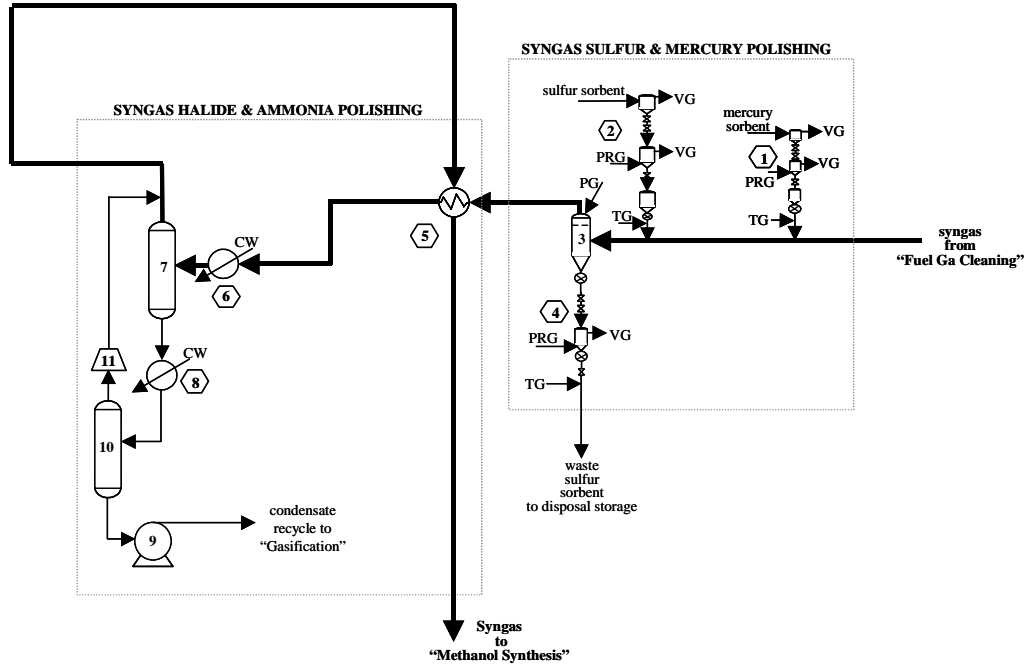 SYNGAS SULFUR & MERCURY POLISHING
SYNGAS HALIDE & AMMONIA POLISHING
sulfur sorbent
VG
mercury
sorbent
VG
2
PRG
VG
1
VG
PRG
PG
TG
TG
3
syngas
from
“Fuel Ga Cleaning”
5
CW
7
6
4
PRG
VG
TG
CW
11
8
10
waste
sulfur
sorbent
to disposal storage
9
condensate
recycle to
“Gasification”
Syngas
to
“Methanol Synthesis”